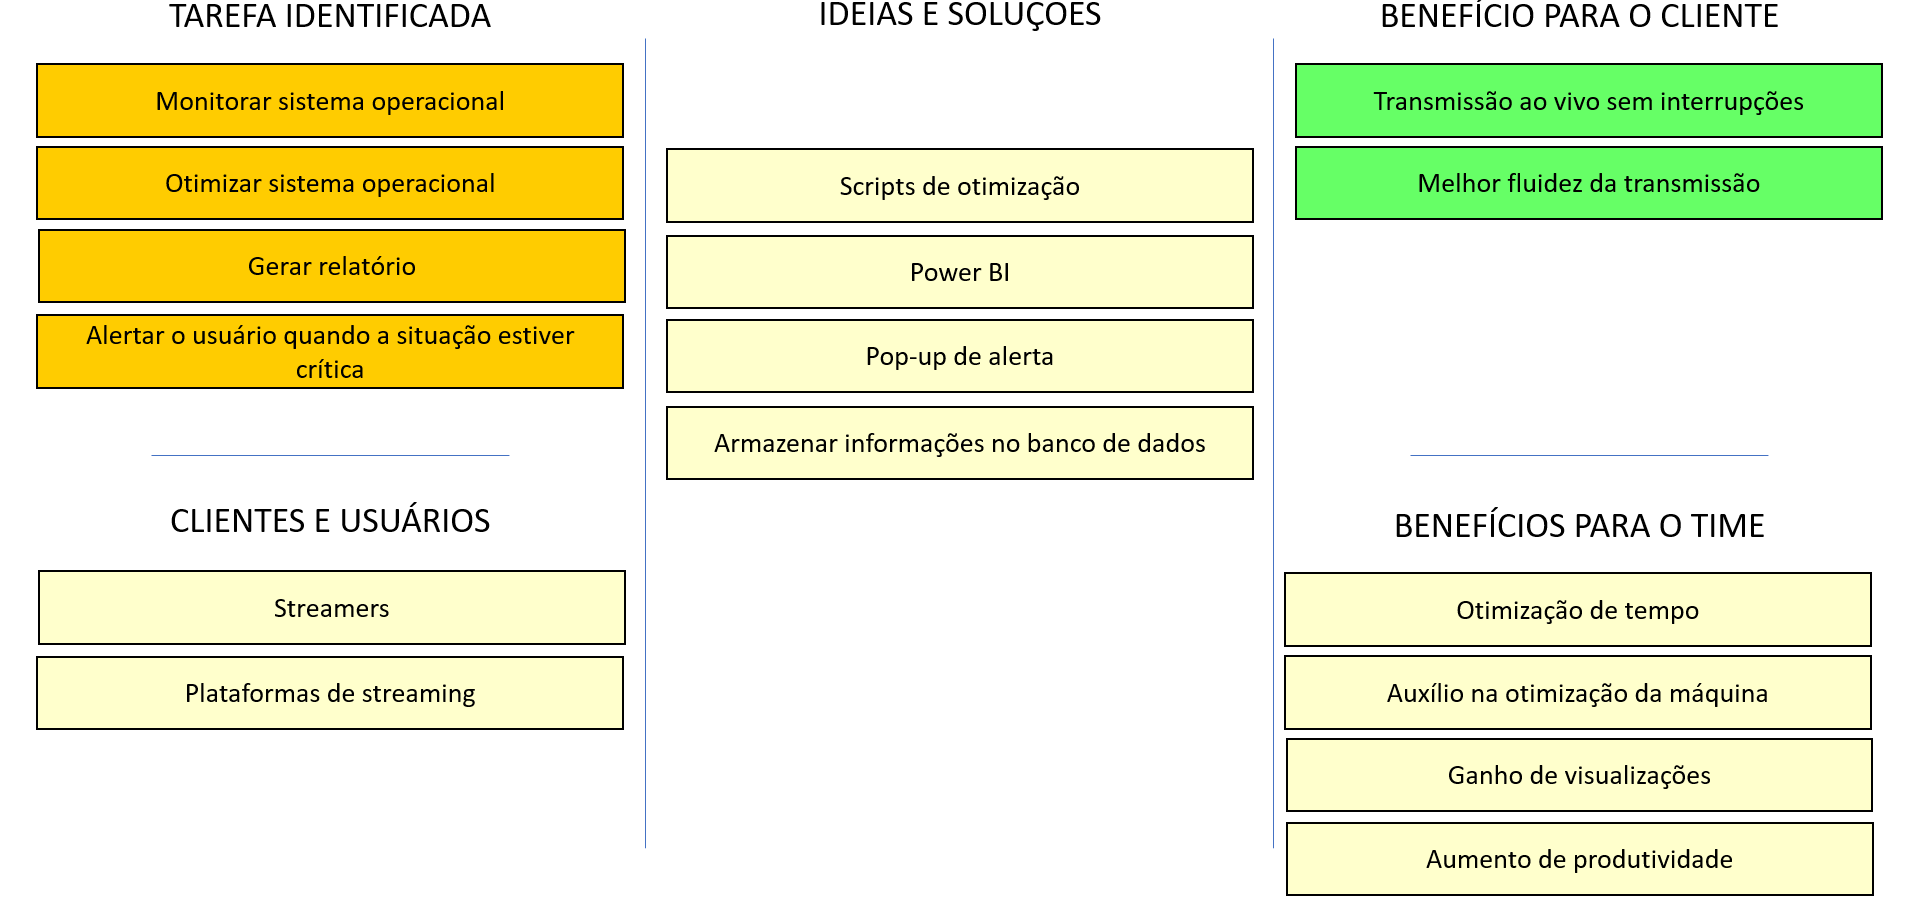 TAREFA IDENTIFICADA
Monitorar sistema operacional
Otimizar sistema operacional
Gerar relatório
Alertar o usuário quando a situação estiver
crítica
CLIENTES E USUÁRIOS
Streamers
Plataformas de streaming
IDEIAS E SOLUÇÕES
Scripts de otimização
Power BI
Pop-up de alerta
Armazenar informações no banco de dados
BENEFÍCIO PARA O CLIENTE
Transmissão ao vivo sem interrupções
Melhor fluidez da transmissão
BENEFÍCIOS PARA O TIME
Otimização de tempo
Auxílio na otimização da máquina
Ganho de visualizações
Aumento de produtividade